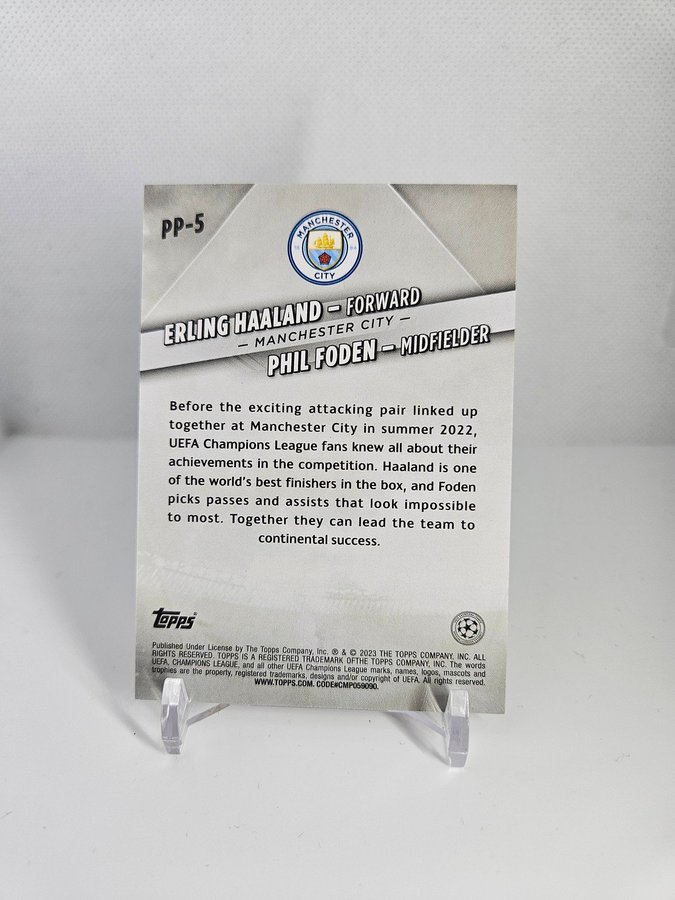 PP-5
MANCHESTER
CITY
ERLING HAALAND – FORWARD
– MANCHESTER CITY –
PHIL FODEN – MIDFIELDER
Before the exciting attacking pair linked up
together at Manchester City in summer 2022,
UEFA Champions League fans knew all about their
achievements in the competition. Haaland is one
of the world's best finishers in the box, and Foden
picks passes and assists that look impossible
to most. Together they can lead the team to
continental success.
Topps®
Published Under License by The Topps Company, Inc. ® & © 2023 THE TOPPS COMPANY, INC. ALL
RIGHTS RESERVED. TOPPS IS A REGISTERED TRADEMARK OFTHE TOPPS COMPANY, INC. The words
UEFA, CHAMPIONS LEAGUE, and all other UEFA Champions League marks, names, logos, mascots and
trophies are the property, registered trademarks, designs and/or copyright of UEFA. All rights reserved.
WWW.TOPPS.COM. CODE#CMP059090.